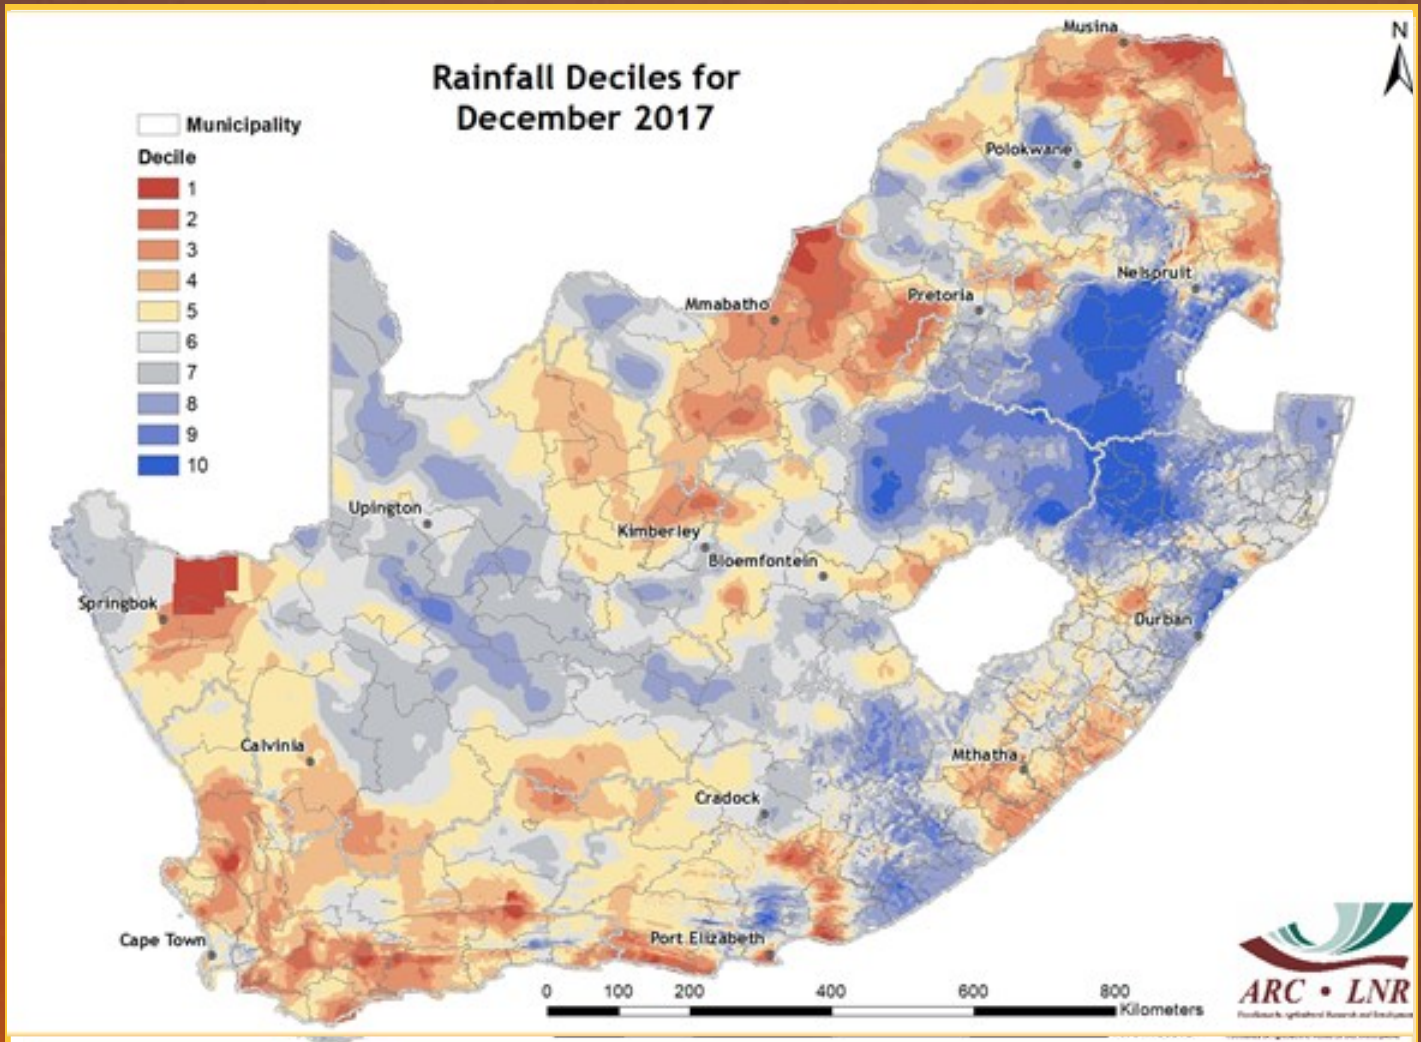 Rainfall Deciles for
December 2017
N
Municipality
Decile
1
2
3
4
5
6
7
8
9
10
Musina
Polokwane
Nelspruit
Pretoria
Mmabatho
Upington
Kimberley
Bloemfontein
Springbok
Durban
Calvinia
Mthatha
Cradock
Cape Town
Port Elizabeth
0 100 200 400 600 800
Kilometers
ARC • LNR